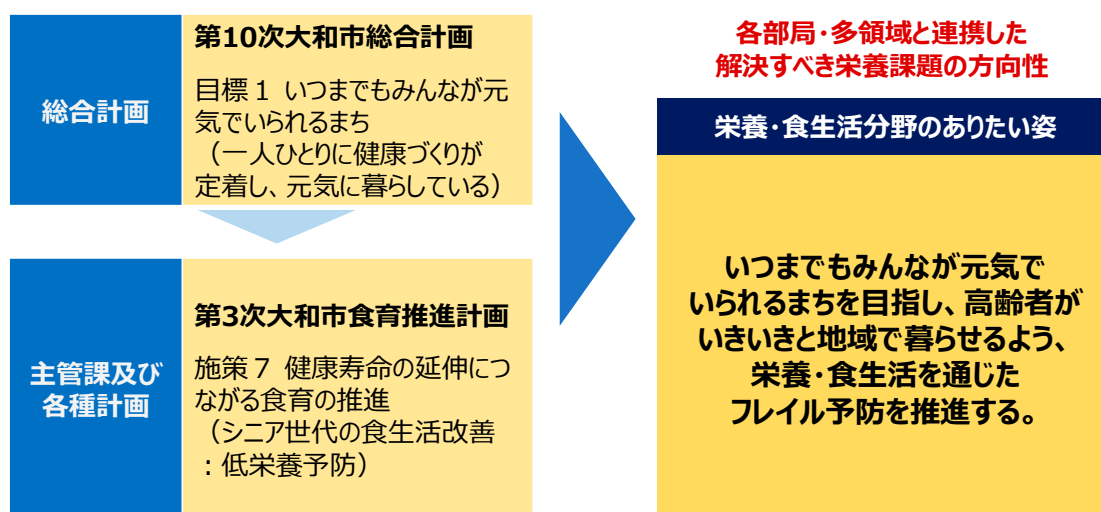 総合計画
第10次大和市総合計画
目標１ いつまでもみんなが元
気でいられるまち
（一人ひとりに健康づくりが
定着し、元気に暮らしている）
主管課及び
各種計画
第3次大和市食育推進計画
施策７ 健康寿命の延伸につ
ながる食育の推進
（シニア世代の食生活改善
：低栄養予防）
各部局・多領域と連携した
解決すべき栄養課題の方向性
栄養・食生活分野のありたい姿
いつまでもみんなが元気で
いられるまちを目指し、高齢者が
いきいきと地域で暮らせるよう、
栄養・食生活を通じた
フレイル予防を推進する。